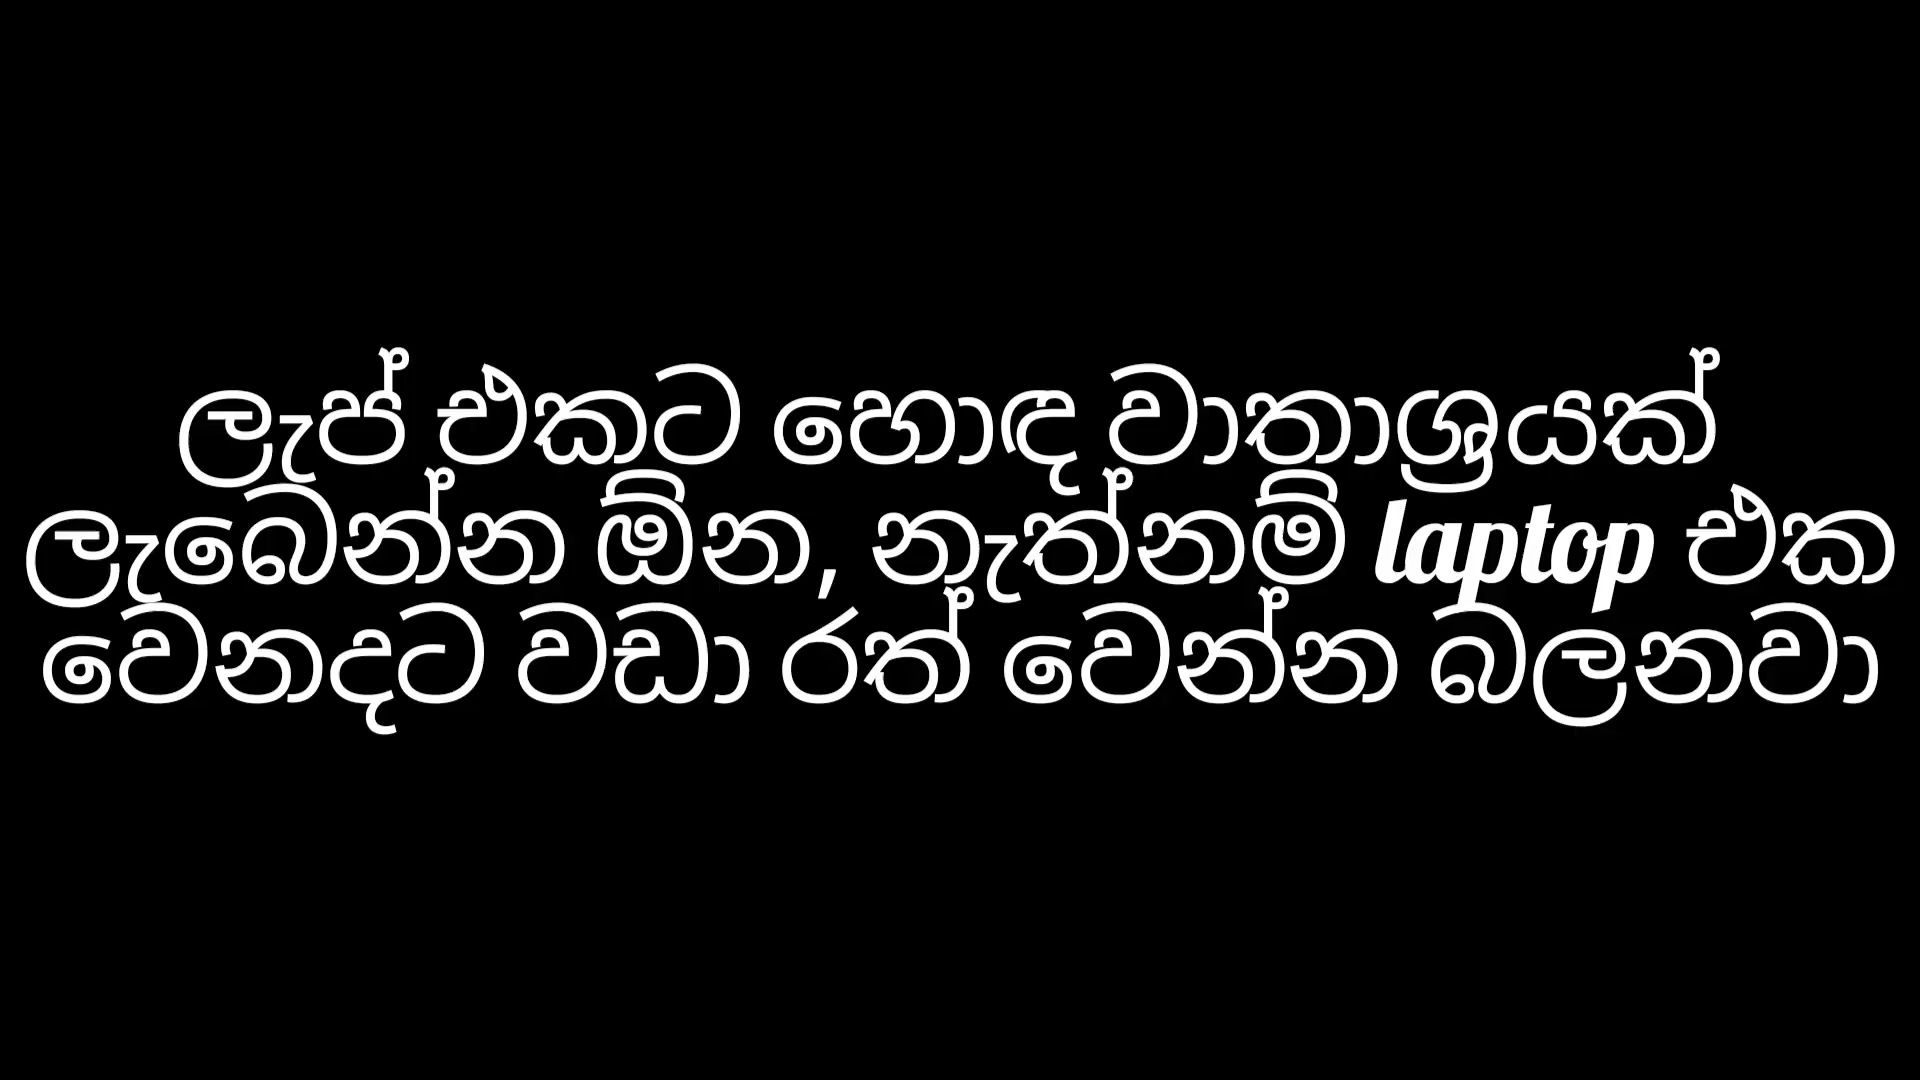 ලැප් එකට හොඳ වාතාශ්‍රයක්
ලැබෙන්න ඕන, නැත්නම් laptop එක
වෙනදට වඩා රත් වෙන්න බලනවා